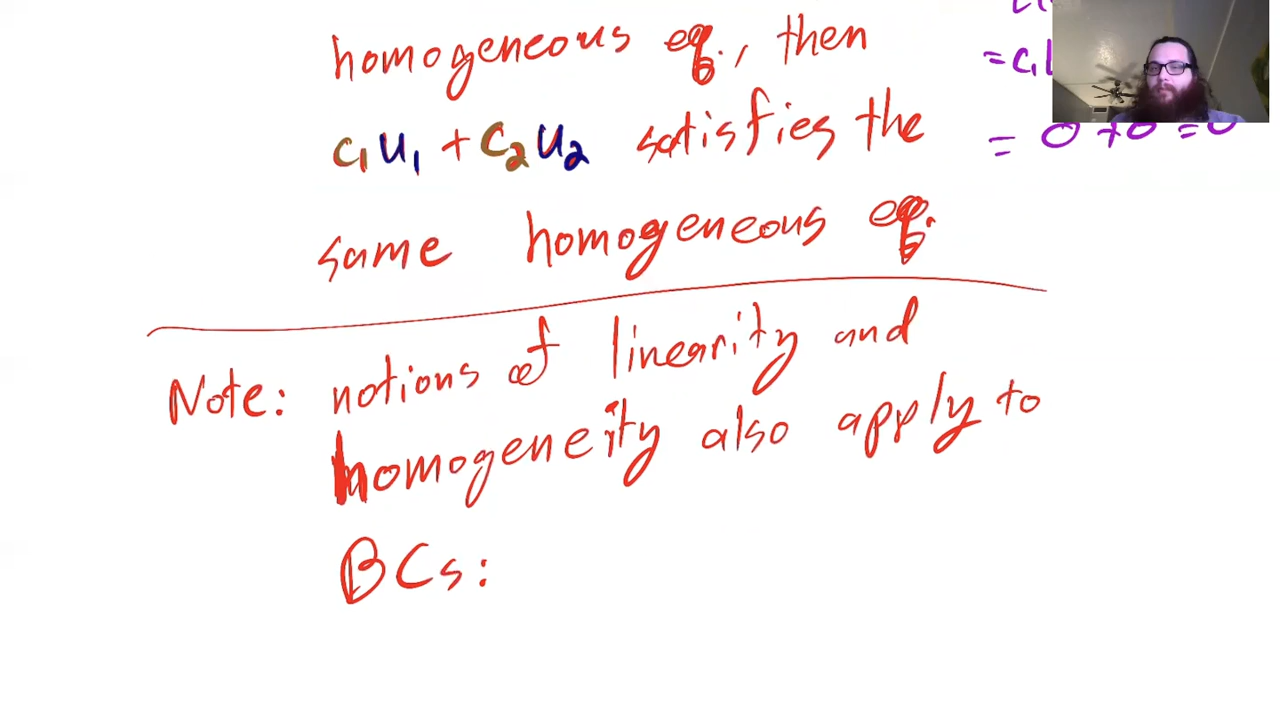 homogeneous eq., then
= c₁
c₁u₁ + c₂u₂ satisfies the
= 0 + 0 = 0
same homogeneous eq.
Note: notions of linearity and
homogeneity also apply to
BCs: